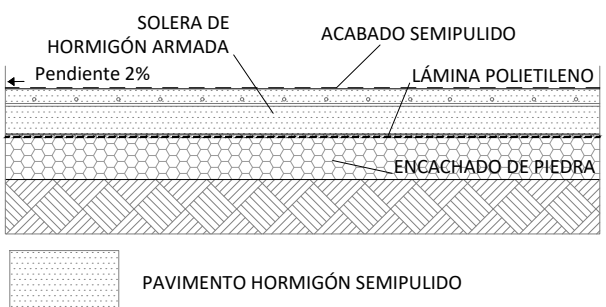 SOLERA DE
HORMIGÓN ARMADA
ACABADO SEMIPULIDO
Pendiente 2%
LÁMINA POLIETILENO
ENCACHADO DE PIEDRA
PAVIMENTO HORMIGÓN SEMIPULIDO